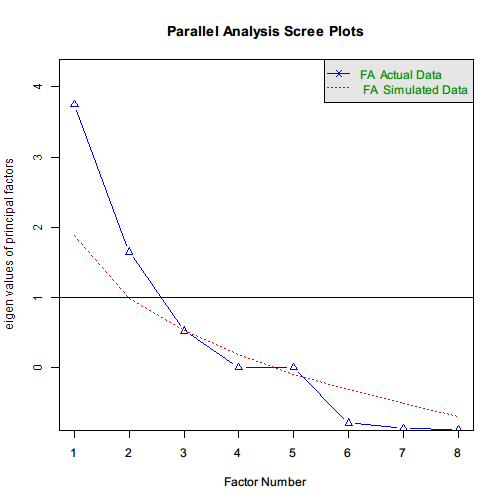 Parallel Analysis Scree Plots
FA Actual Data
FA Simulated Data
eigen values of principal factors
4
3
2
1
0
1 2 3 4 5 6 7 8
Factor Number